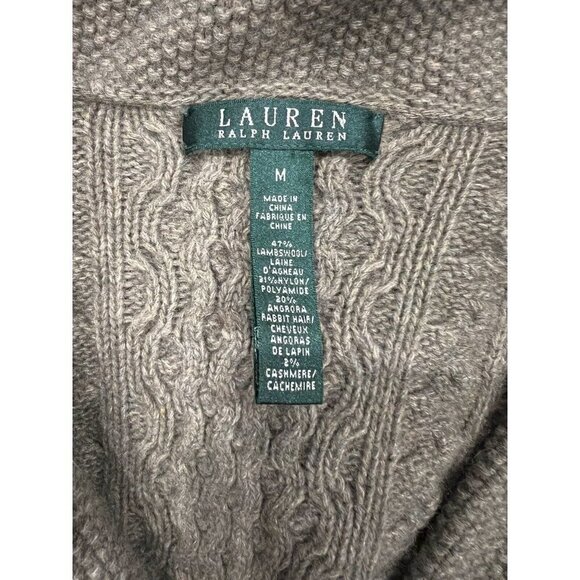 LAUREN
RALPH LAUREN
M
MADE IN
CHINA
FABRIQUE EN
CHINE
47%
LAMBSWOOL/
LAINE
D'AGNEAU
31%NYLON/
POLYAMIDE
20%
ANGRORA
RABBIT HAIR/
CHEVEUX
ANGORAS
DE LAPIN
2%
CASHMERE/
CACHEMIRE